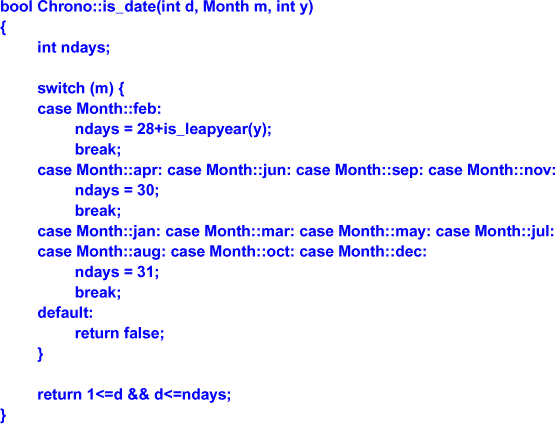 bool Chrono::is_date(int d, Month m, int y)
{
int ndays;
switch (m) {
case Month::feb:
ndays = 28+is_leapyear(y);
break;
case Month::apr: case Month::jun: case Month::sep: case Month::nov:
ndays = 30;
break;
case Month::jan: case Month::mar: case Month::may: case Month::jul:
case Month::aug: case Month::oct: case Month::dec:
ndays = 31;
break;
default:
return false;
}
return 1<=d && d<=ndays;
}